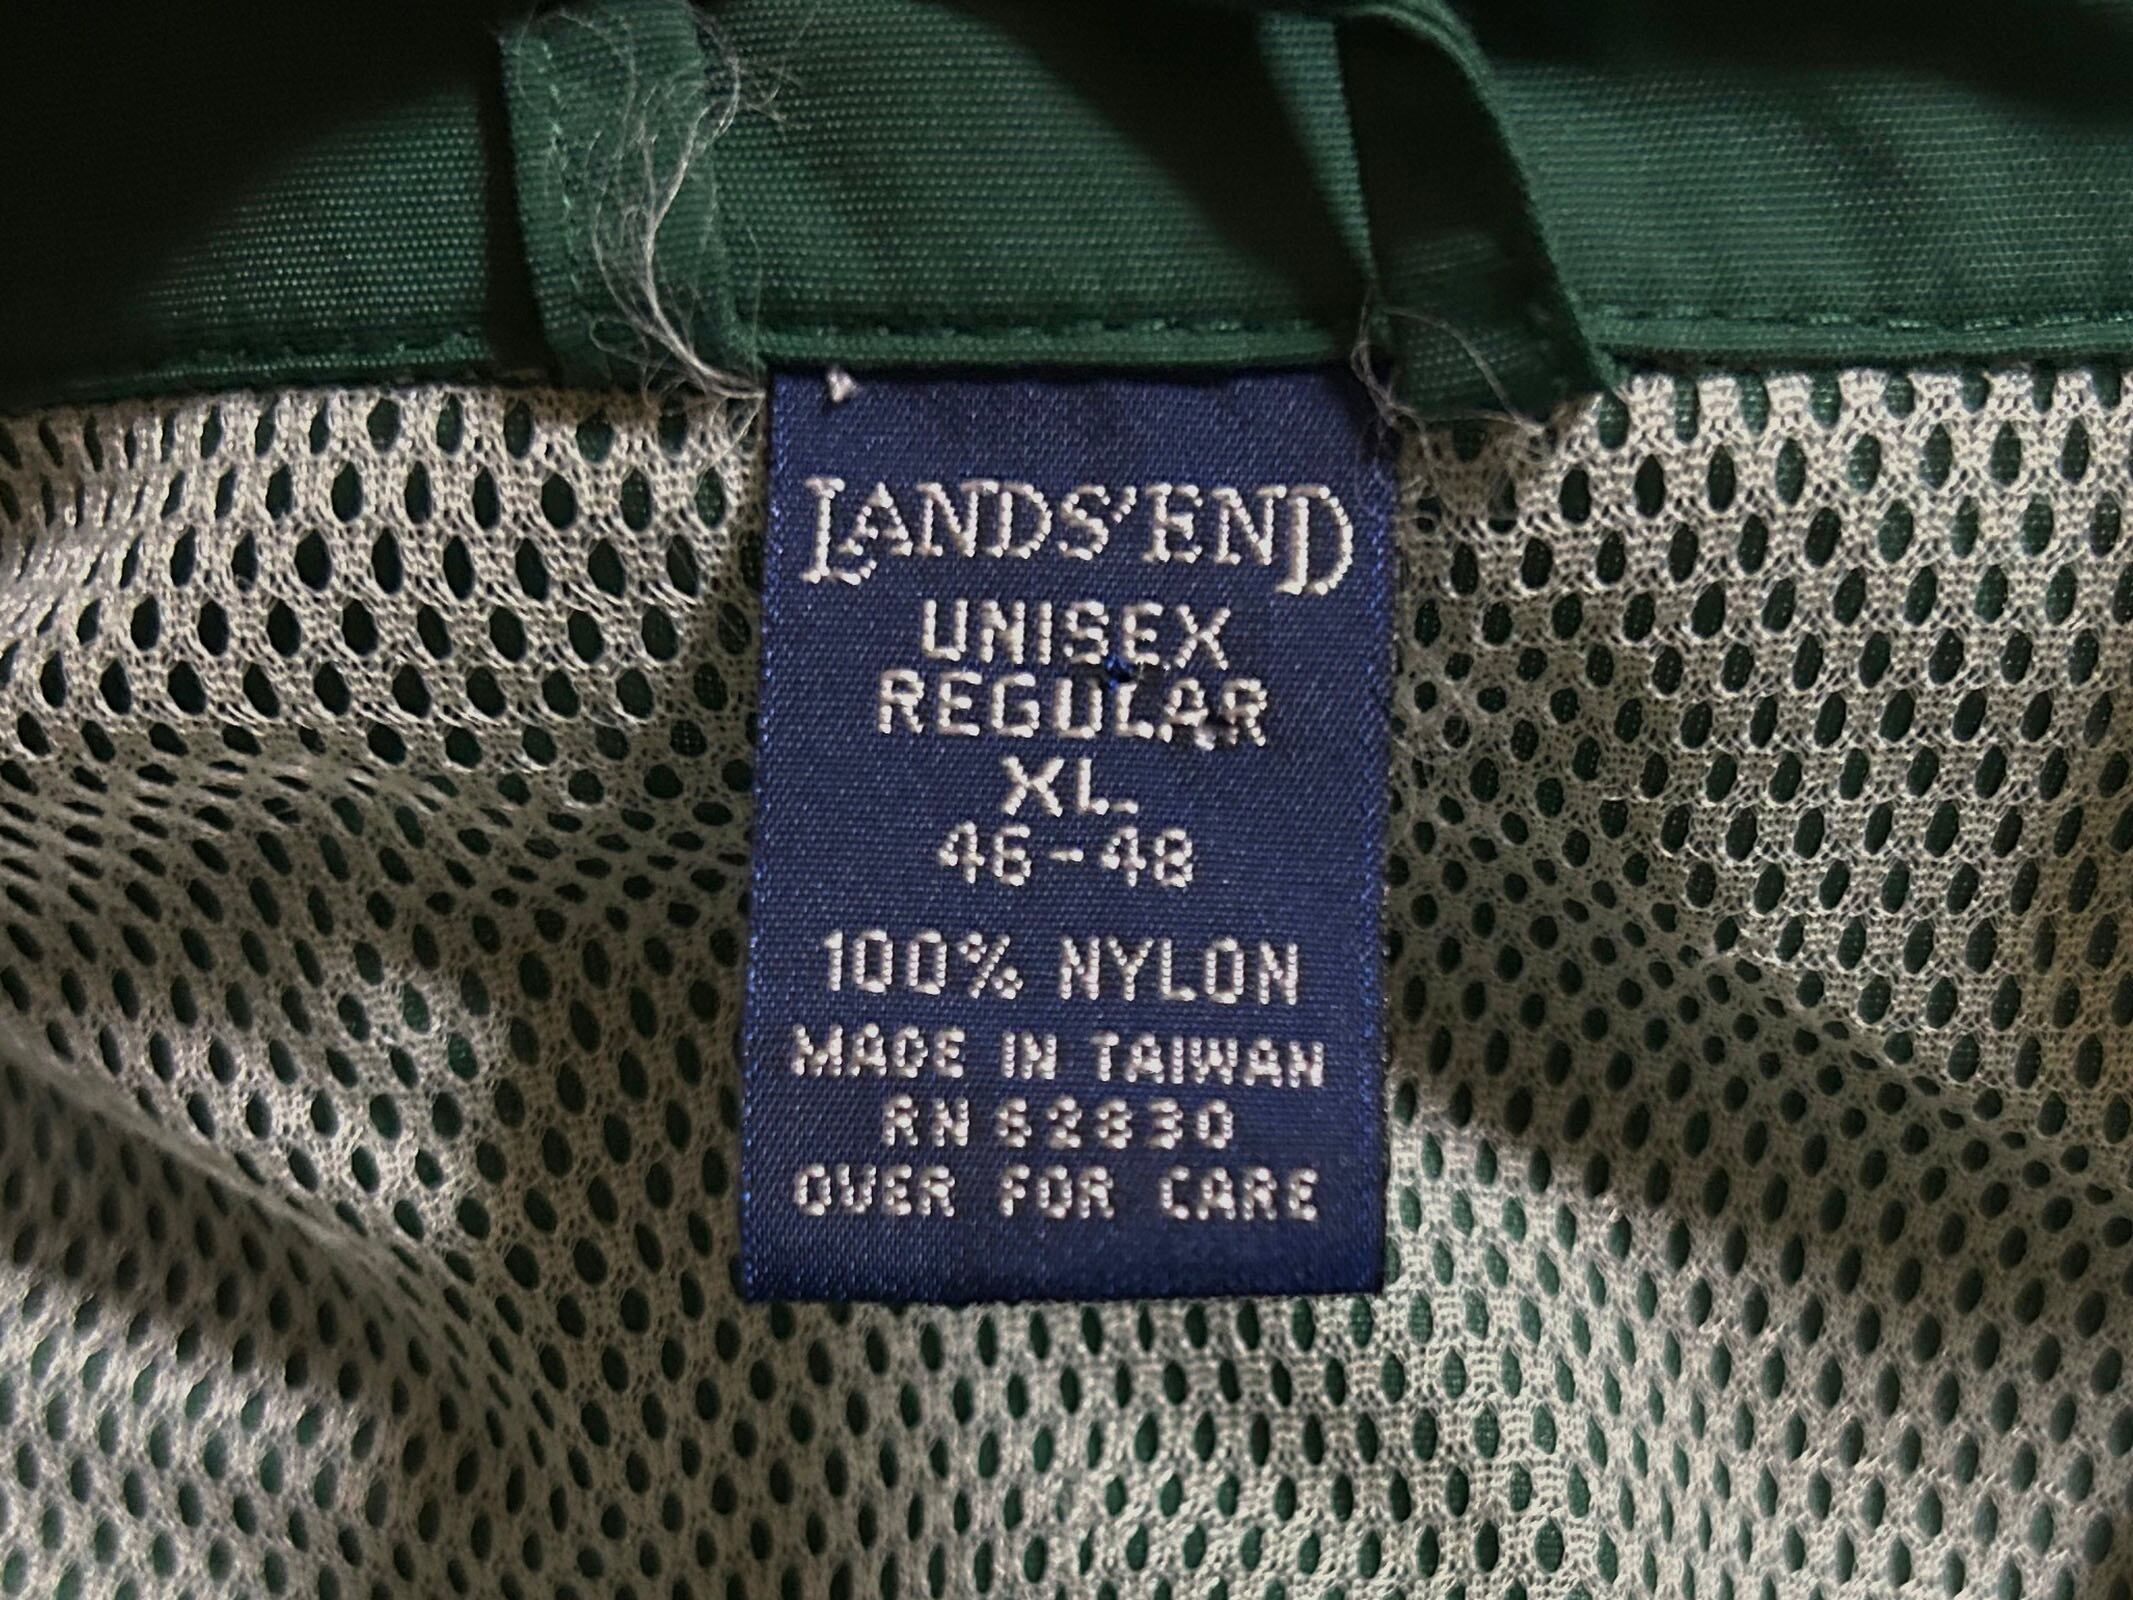 LANDS' END
UNISEX
REGULAR
XL
46-48
100% NYLON
MADE IN TAIWAN
RN 62830
OVER FOR CARE